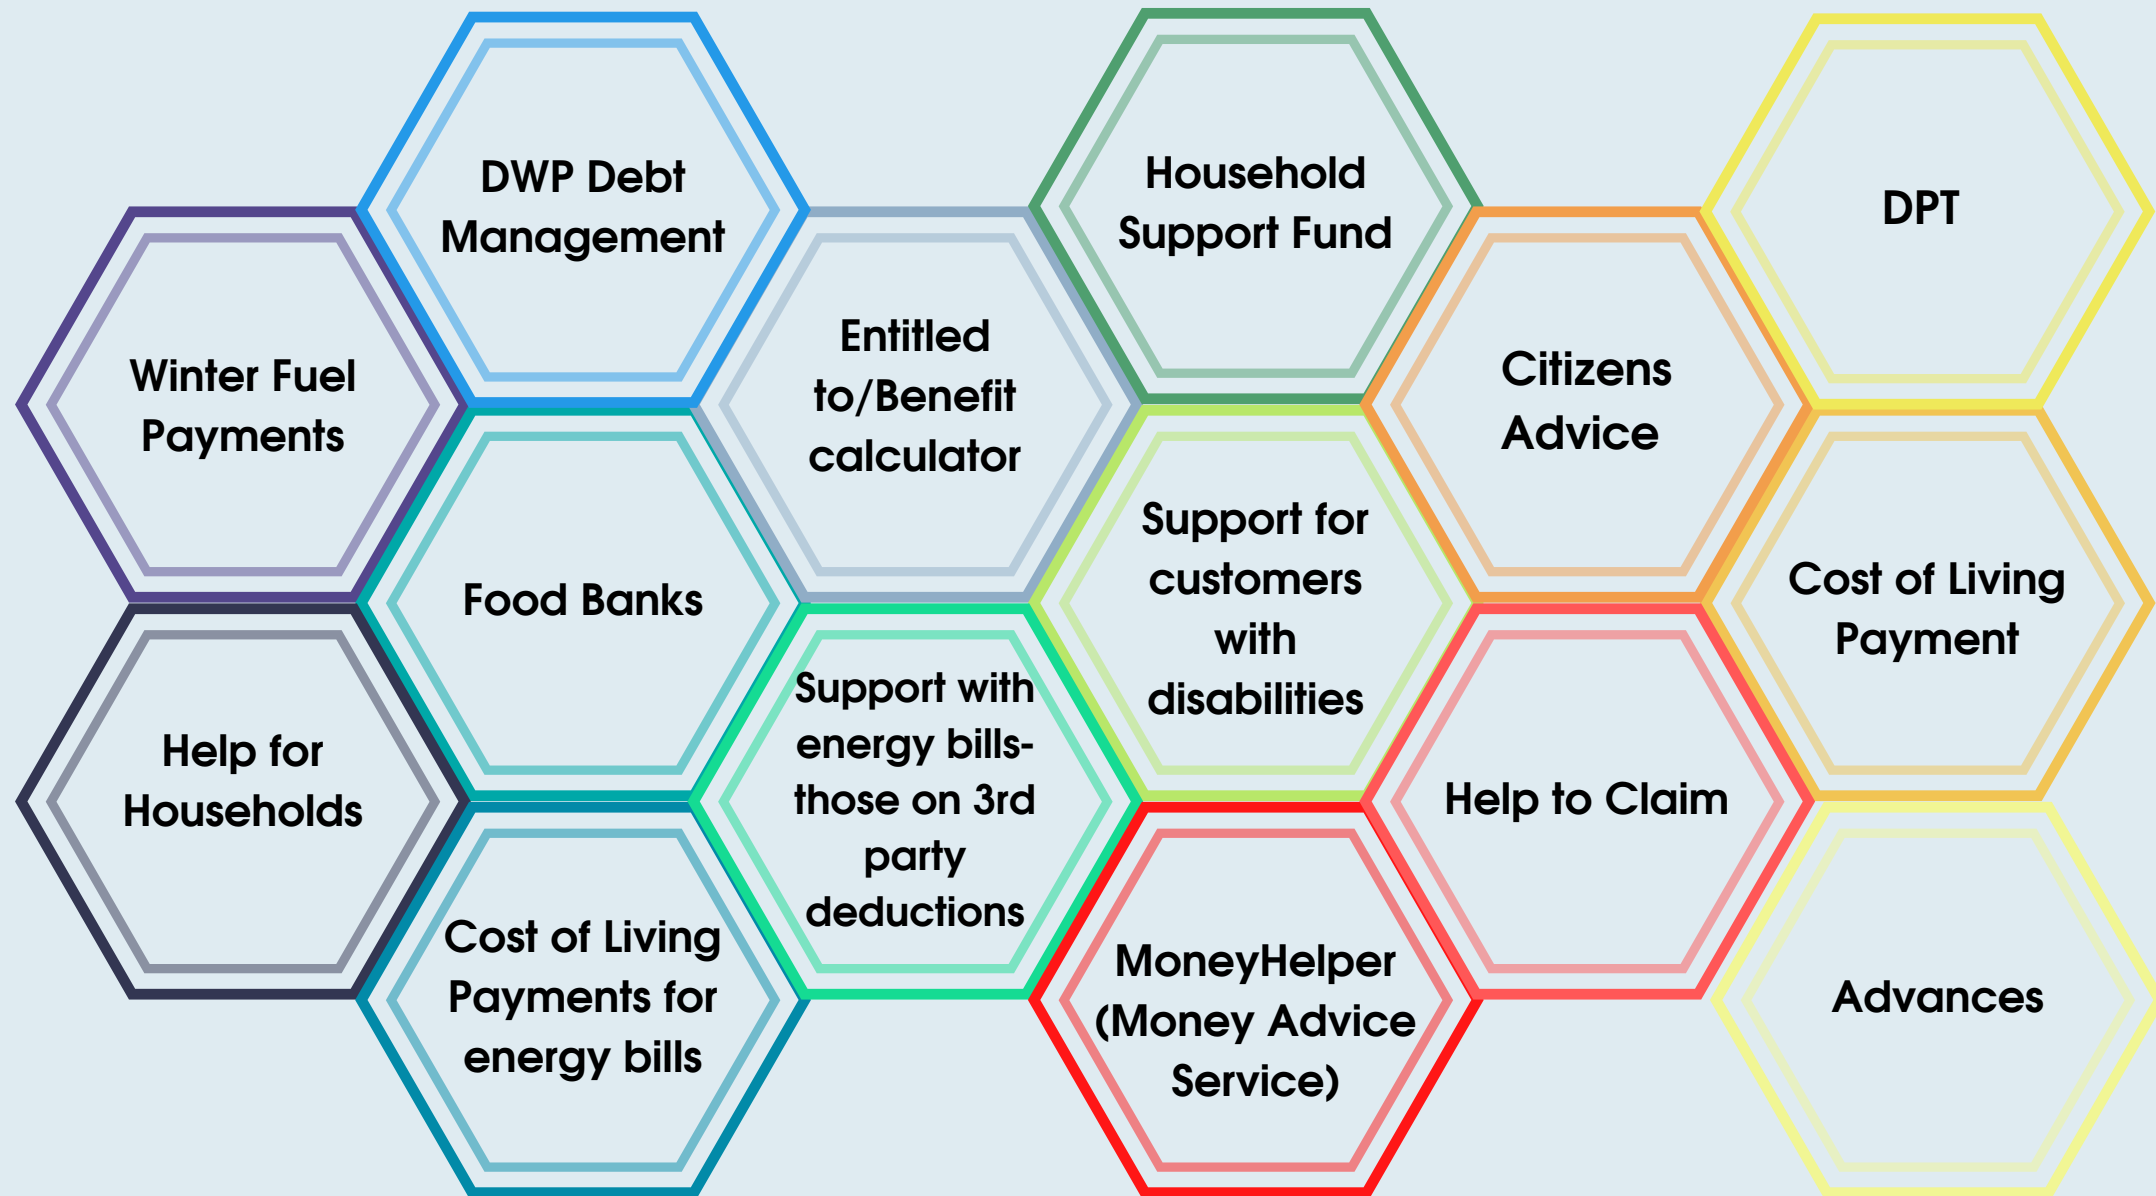 DWP Debt
Management
Household
Support Fund
DPT
Winter Fuel
Payments
Entitled
to/Benefit
calculator
Citizens
Advice
Food Banks
Support for
customers
with
disabilities
Cost of Living
Payment
Help for
Households
Support with
energy bills-
those on 3rd
party
deductions
Help to Claim
Cost of Living
Payments for
energy bills
MoneyHelper
(Money Advice
Service)
Advances